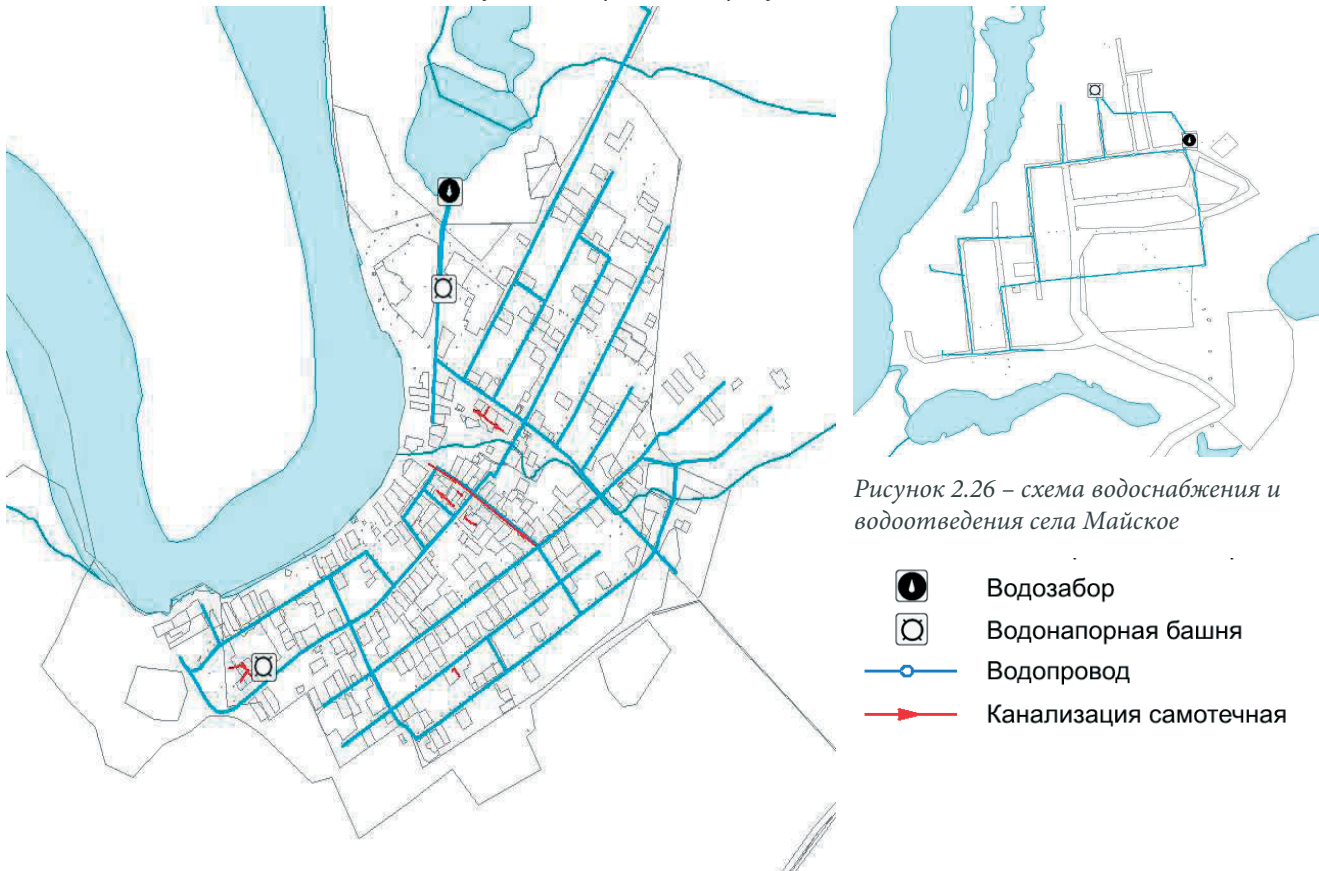 Рисунок 2.26 – схема водоснабжения и
водоотведения села Майское
Водозабор
Водонапорная башня
Водопровод
Канализация самотечная